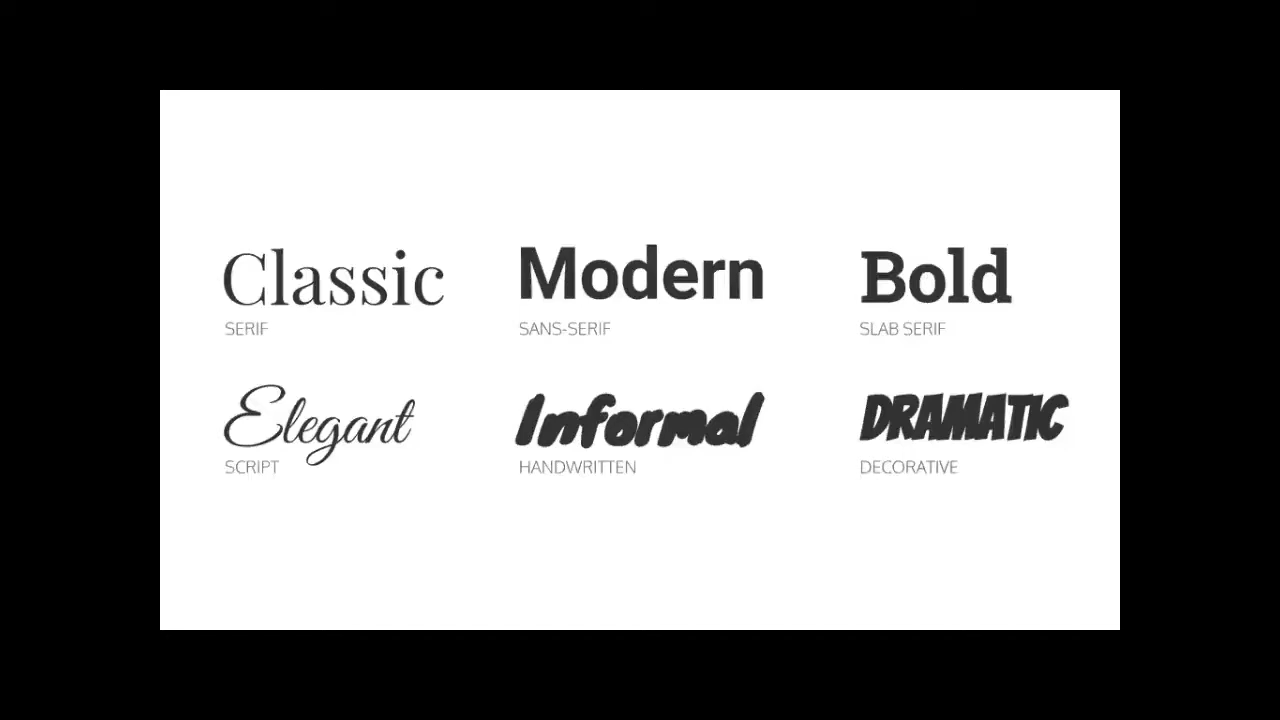 Classic Modern Bold
SERIF SANS-SERIF SLAB SERIF
Elegant Informal DRAMATIC
SCRIPT HANDWRITTEN DECORATIVE